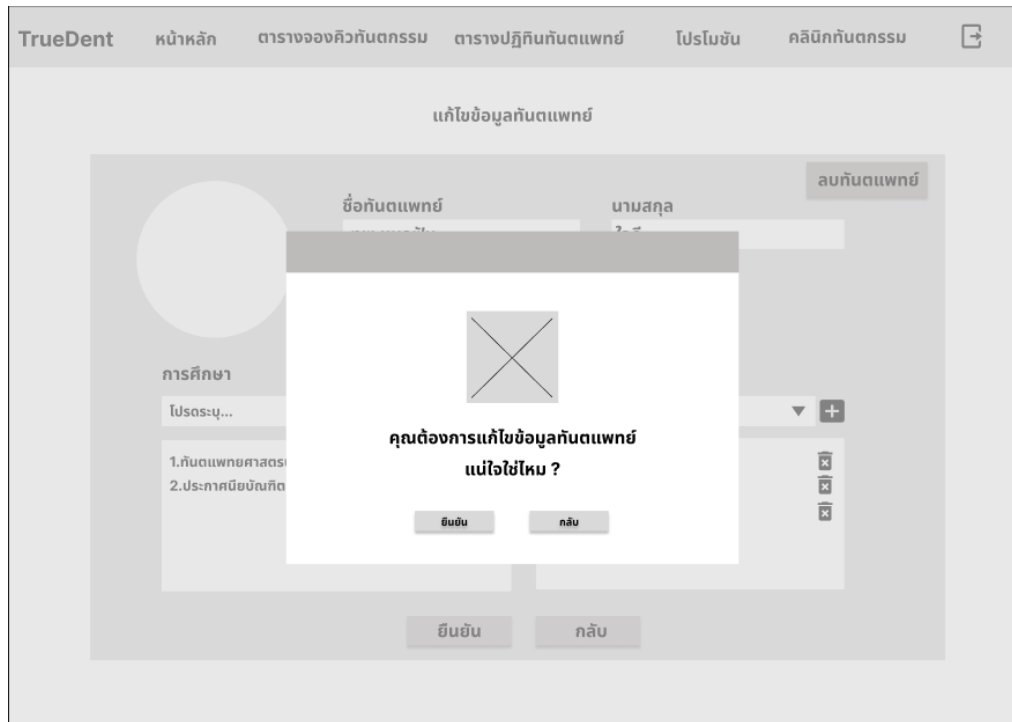 TrueDent หน้าหลัก ตารางจองคิวทันตกรรม ตารางปฏิทินทันตแพทย์ โปรโมชัน คลินิกทันตกรรม
แก้ไขข้อมูลทันตแพทย์
ลบทันตแพทย์
ชื่อทันตแพทย์ นามสกุล
การศึกษา
โปรดระบุ...
1.ทันตแพทยศาสตร
2.ประกาศนียบัณฑิต
คุณต้องการแก้ไขข้อมูลทันตแพทย์
แน่ใจใช่ไหม ?
ยืนยัน กลับ
ยืนยัน กลับ